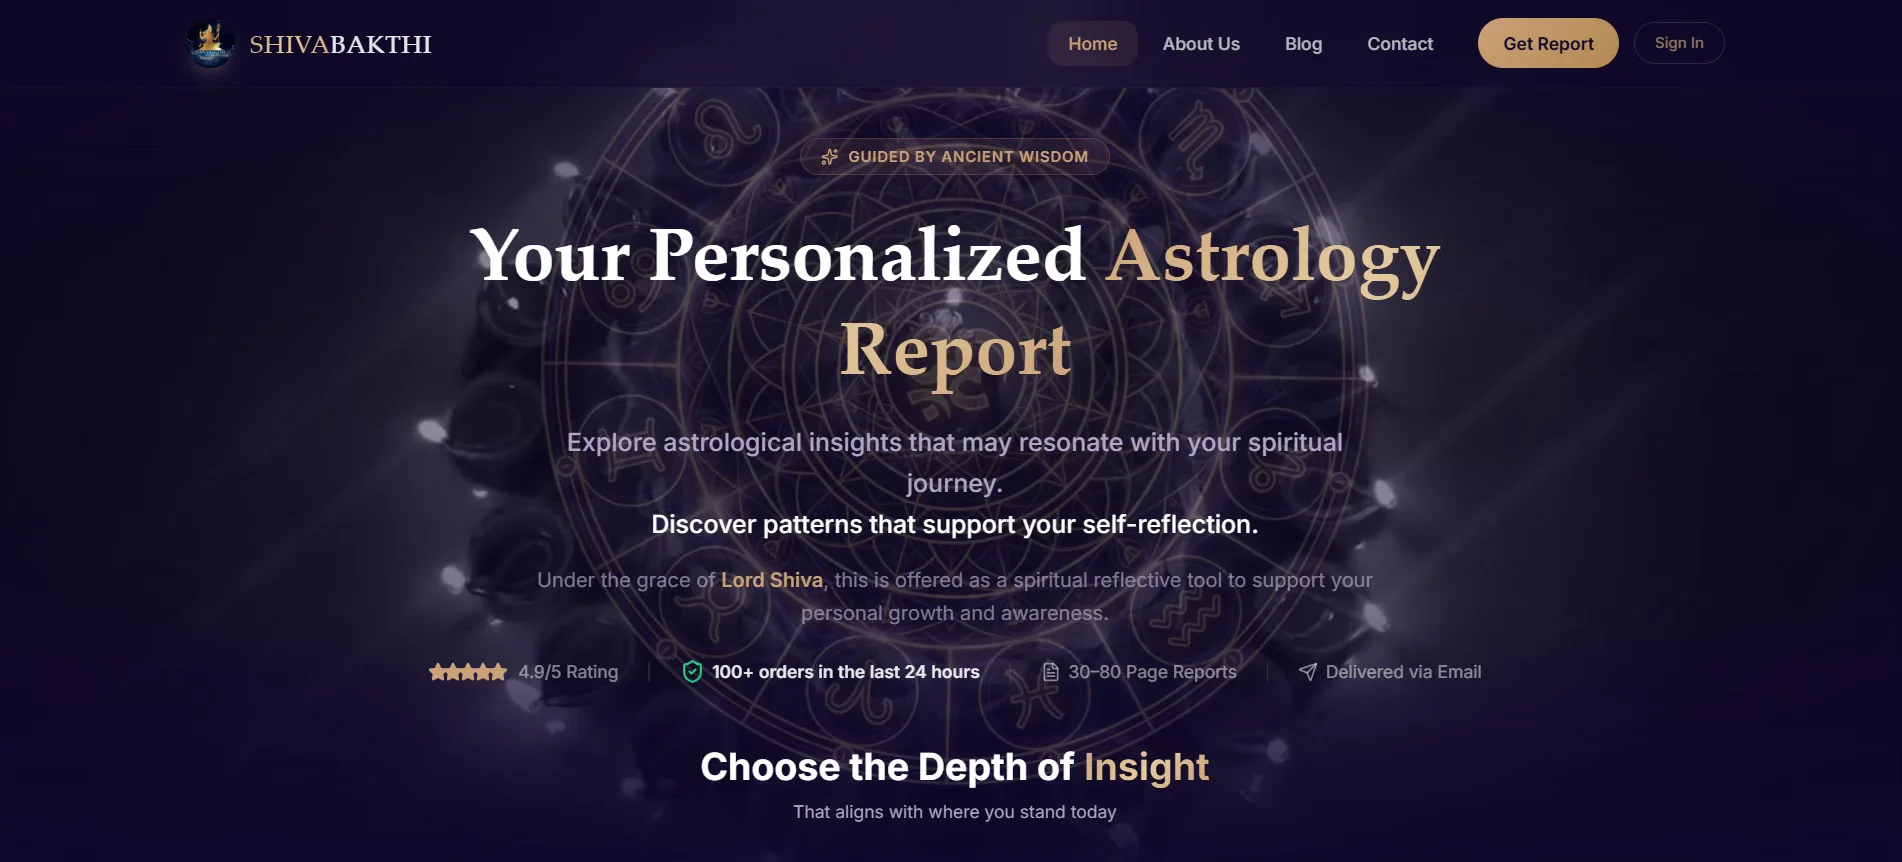 SHIVABAKTHI
Home
About Us
Blog
Contact
Get Report
Sign In
GUIDED BY ANCIENT WISDOM
Your Personalized Astrology
Report
Explore astrological insights that may resonate with your spiritual
journey.
Discover patterns that support your self-reflection.
Under the grace of Lord Shiva, this is offered as a spiritual reflective tool to support your
personal growth and awareness.
4.9/5 Rating
100+ orders in the last 24 hours
30–80 Page Reports
Delivered via Email
Choose the Depth of Insight
That aligns with where you stand today